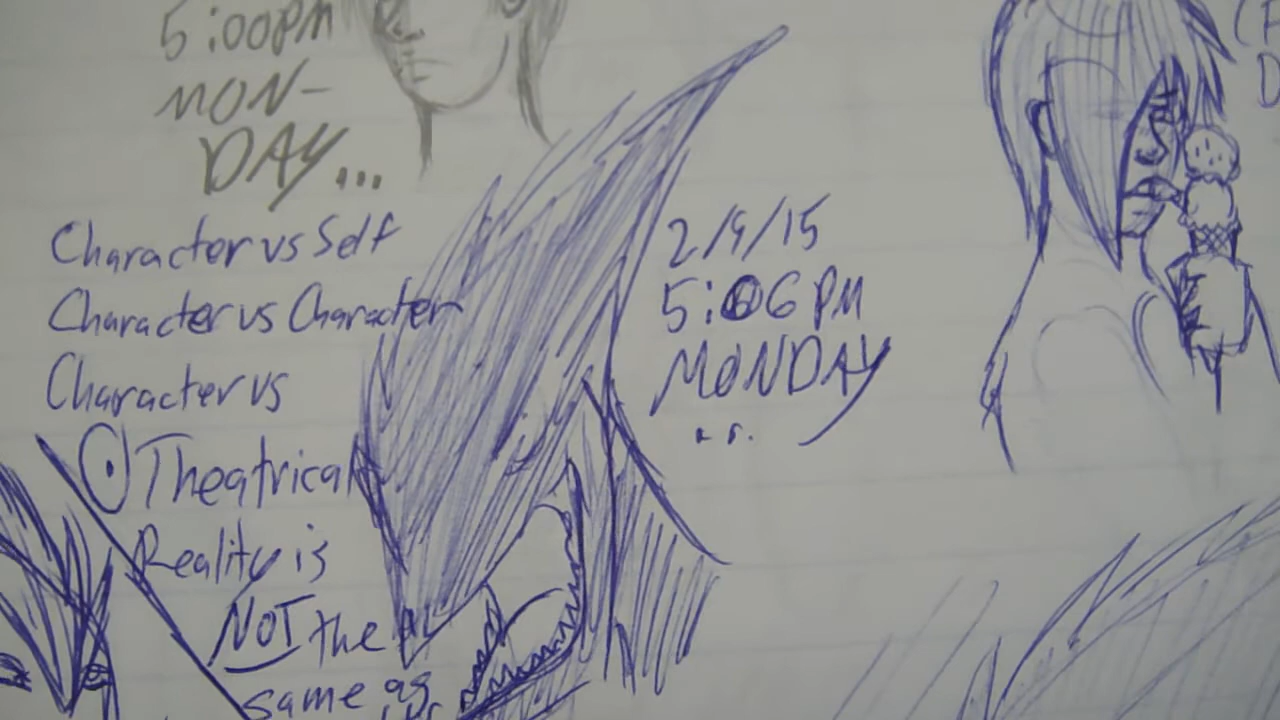 5:00PM
MON-
DAY...
Character vs Self
Character vs Character
Character vs
Theatrical
Reality is
NOT the
same as
2/9/15
5:06 PM
MONDAY
...